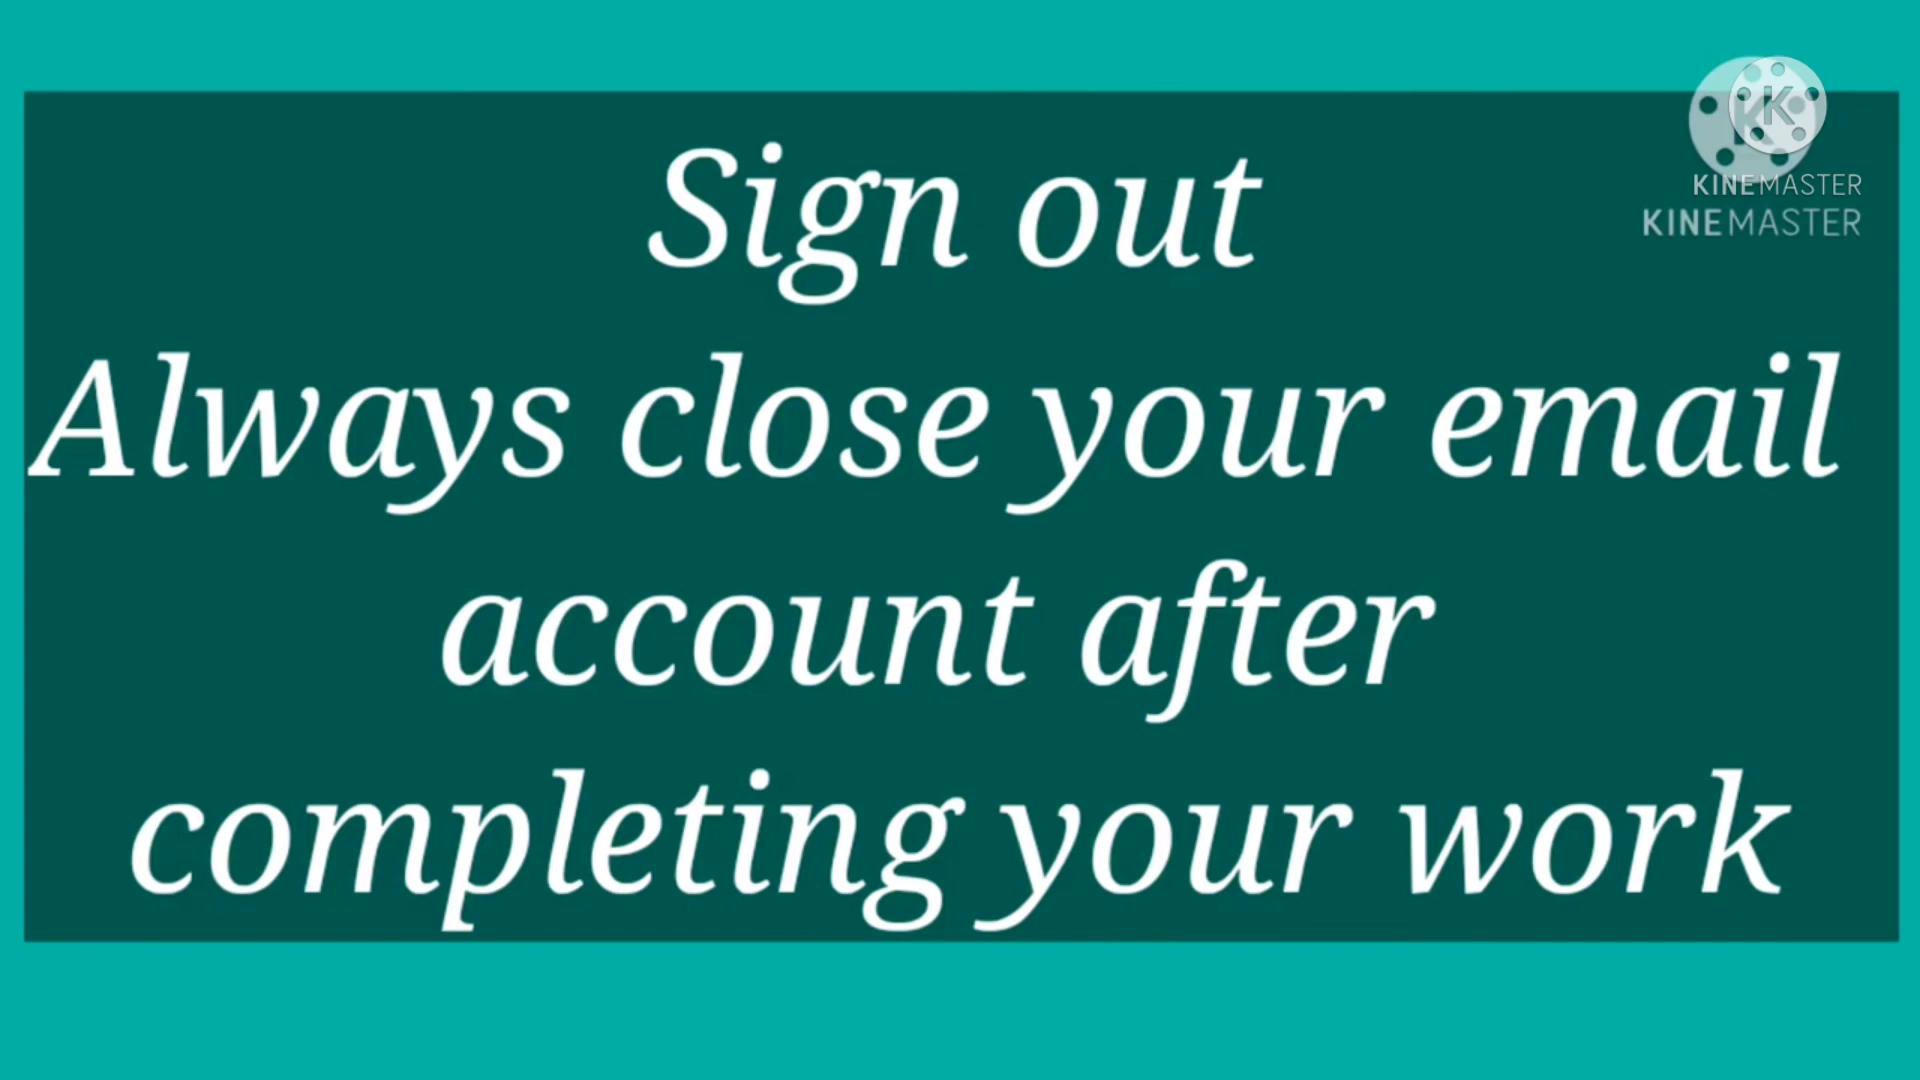 Sign out
Always close your email
account after
completing your work
KINEMASTER
KINEMASTER